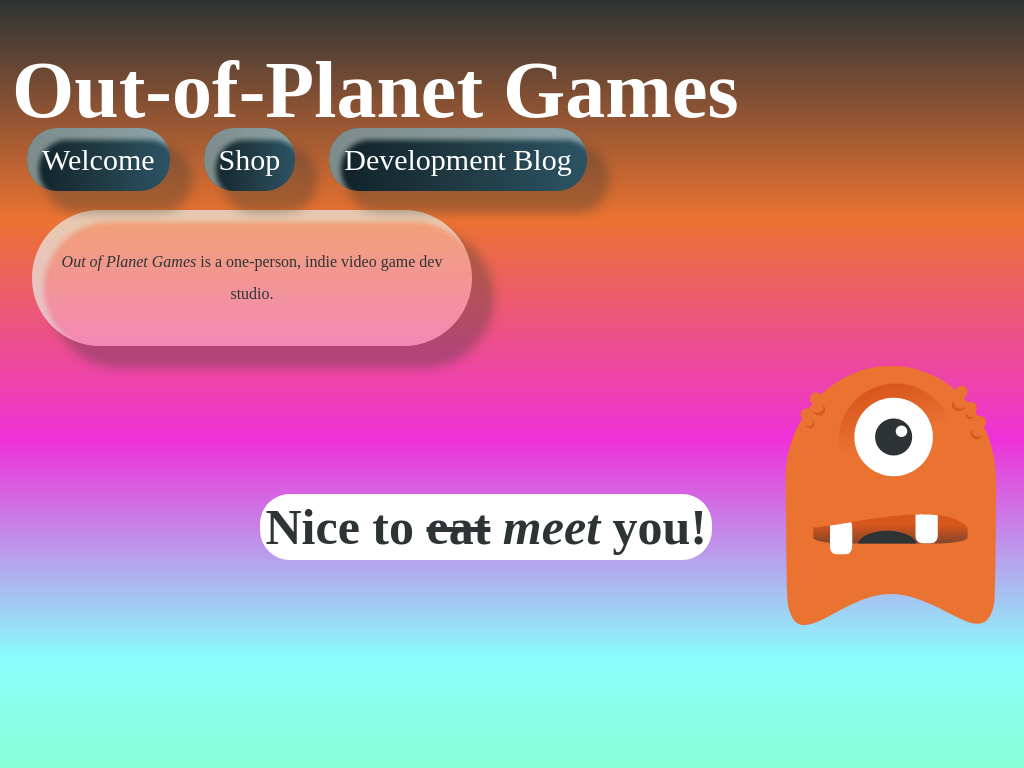 Out-of-Planet Games
Welcome Shop Development Blog
Out of Planet Games is a one-person, indie video game dev
studio.
Nice to eat meet you!